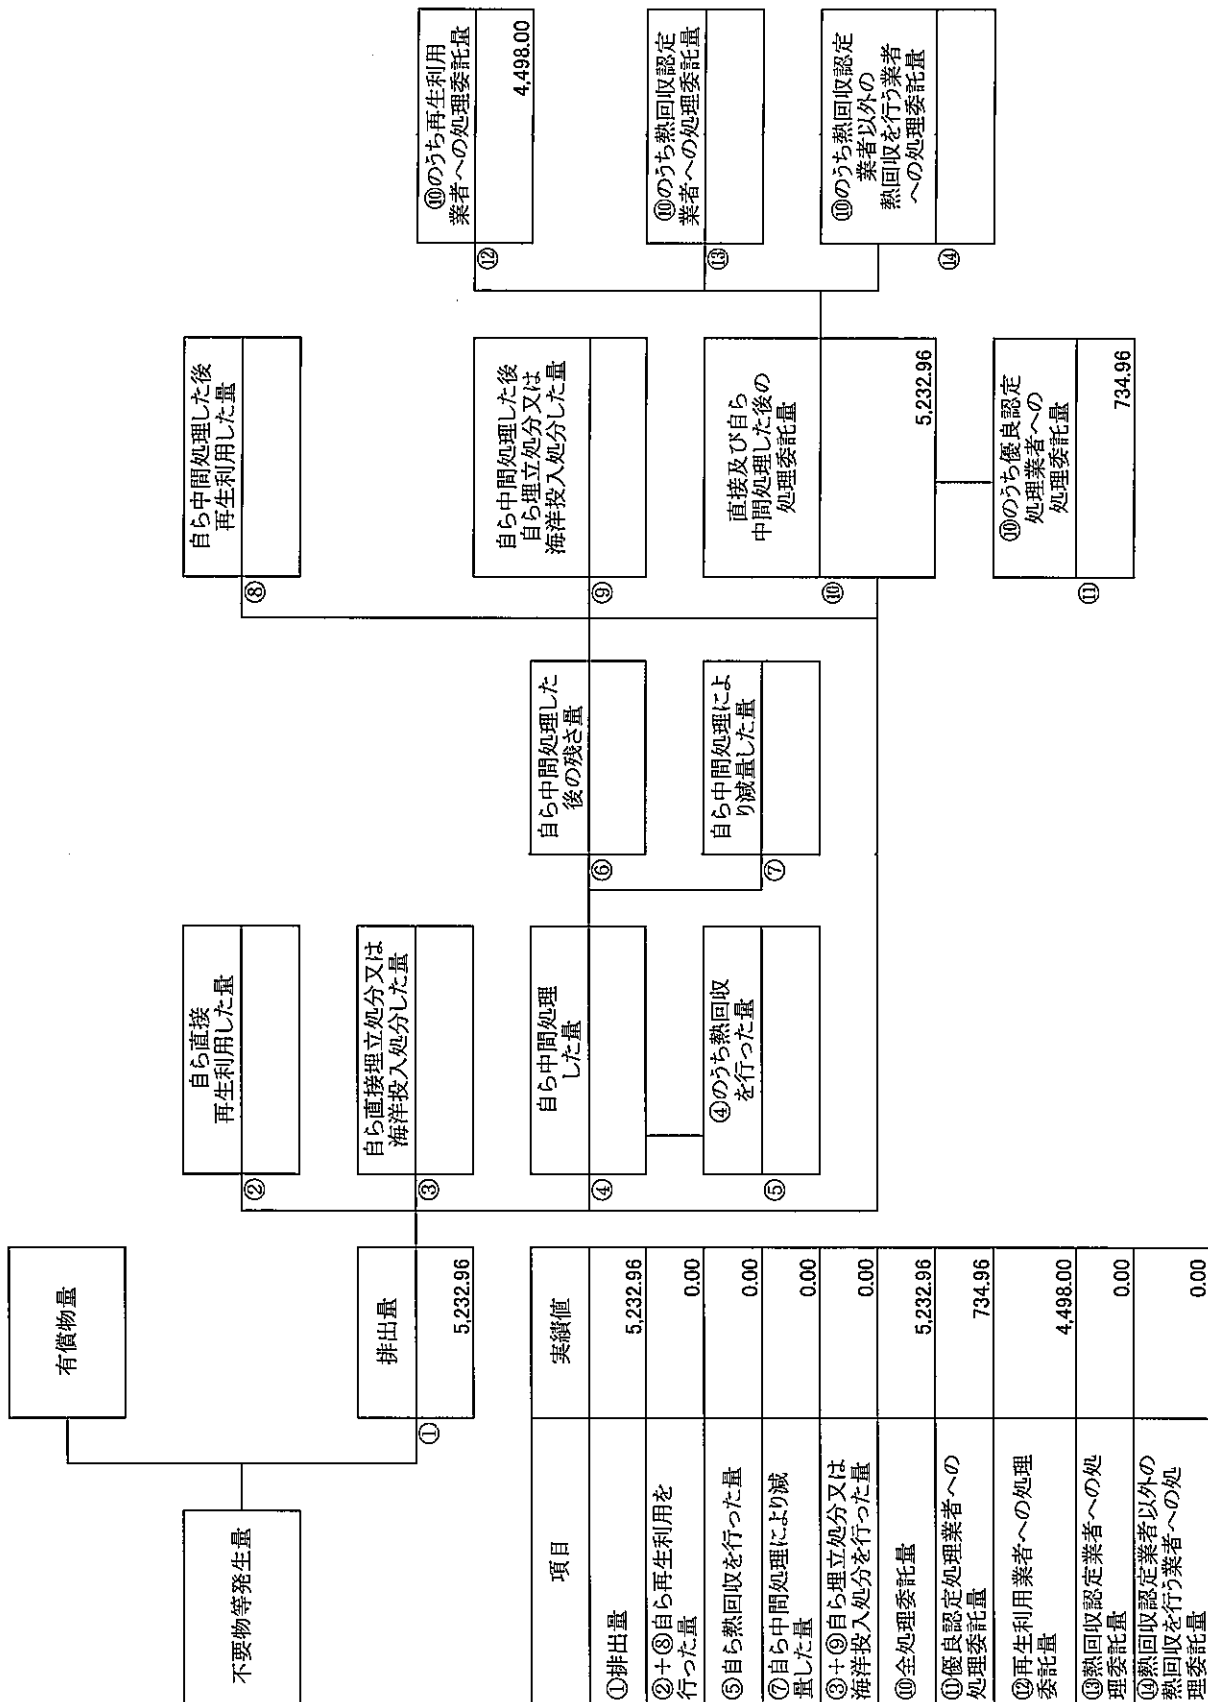 不要物等発生量
有償物量
①
排出量
5,232.96
②
自ら直接
再生利用した量
③
自ら直接埋立処分又は
海洋投入処分した量
④
自ら中間処理
した量
⑤
④のうち熱回収
を行った量
⑥
自ら中間処理した
後の残さ量
⑦
自ら中間処理によ
り減量した量
⑧
自ら中間処理した後
再生利用した量
⑨
自ら中間処理した後
自ら埋立処分又は
海洋投入処分した量
⑩
直接及び自ら
中間処理した後の
処理委託量
5,232.96
⑪
⑩のうち優良認定
処理業者への
処理委託量
734.96
⑫
⑩のうち再生利用
業者への処理委託量
4,498.00
⑬
⑩のうち熱回収認定
業者への処理委託量
⑭
⑩のうち熱回収認定
業者以外の
熱回収を行う業者
への処理委託量
項目
実績値
①排出量
5,232.96
②+⑧自ら再生利用を
行った量
0.00
⑤自ら熱回収を行った量
0.00
⑦自ら中間処理により減
量した量
0.00
③+⑨自ら埋立処分又は
海洋投入処分を行った量
0.00
⑩全処理委託量
5,232.96
⑪優良認定処理業者への
処理委託量
734.96
⑫再生利用業者への処理
委託量
4,498.00
⑬熱回収認定業者への処
理委託量
0.00
⑭熱回収認定業者以外の
熱回収を行う業者への処
理委託量
0.00